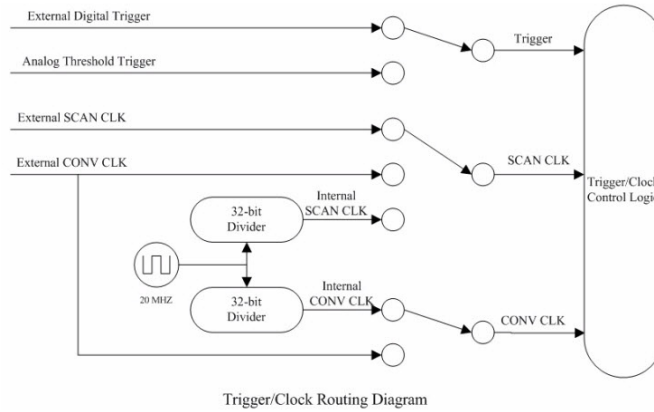 External Digital Trigger
Trigger
Analog Threshold Trigger
External SCAN CLK
External CONV CLK
SCAN CLK
Trigger/Clock
Control Logic
Internal
SCAN CLK
32-bit
Divider
20 MHZ
Internal
CONV CLK
32-bit
Divider
CONV CLK
Trigger/Clock Routing Diagram